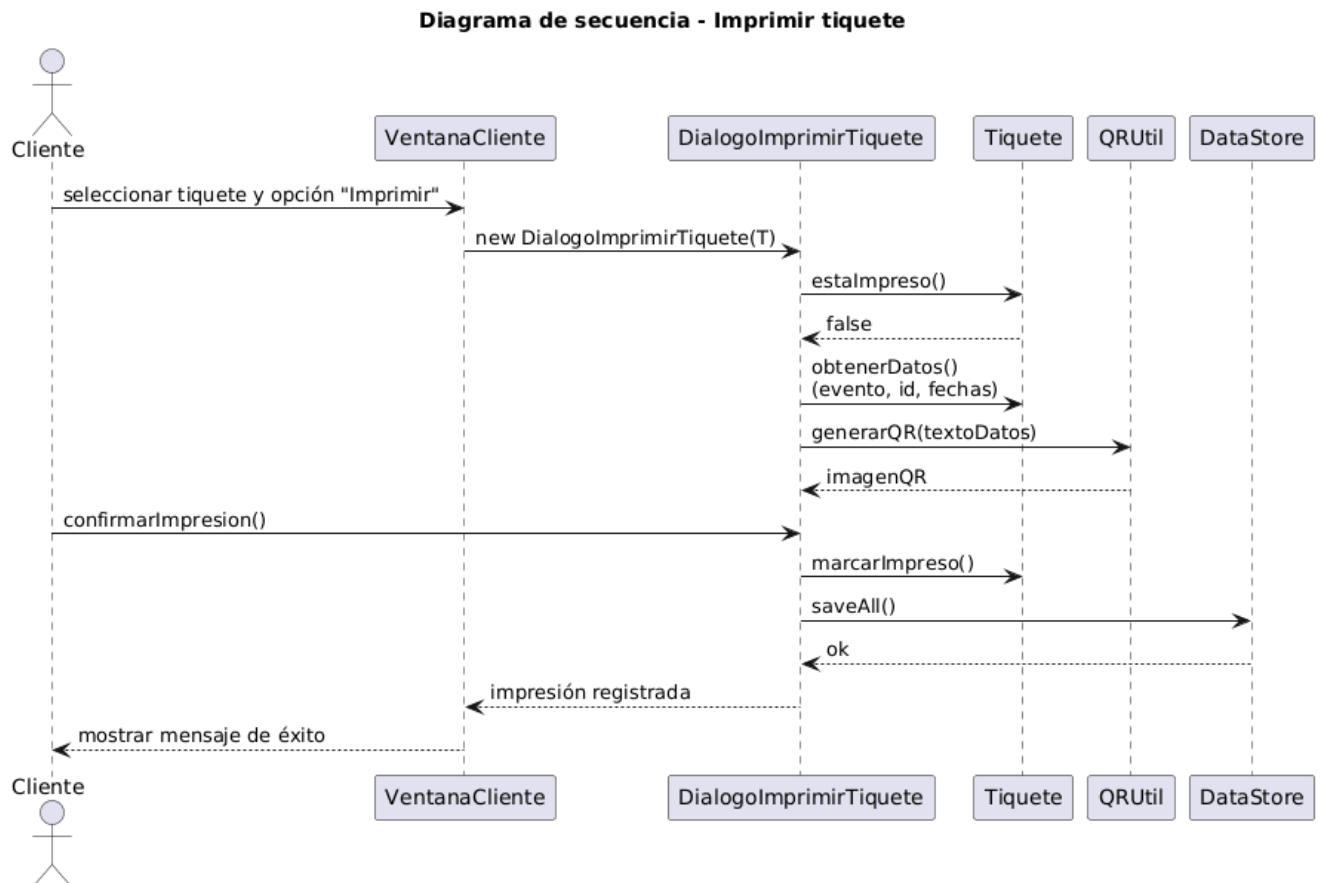 Diagrama de secuencia - Imprimir tiquete
Cliente
VentanaCliente
DialogoImprimirTiquete
Tiquete
QRUtil
DataStore
seleccionar tiquete y opción "Imprimir"
new DialogoImprimirTiquete(T)
estaImpreso()
false
obtenerDatos()
(evento, id, fechas)
generarQR(textoDatos)
imagenQR
confirmarImpresion()
marcarImpreso()
saveAll()
ok
impresión registrada
mostrar mensaje de éxito
Cliente
VentanaCliente
DialogoImprimirTiquete
Tiquete
QRUtil
DataStore